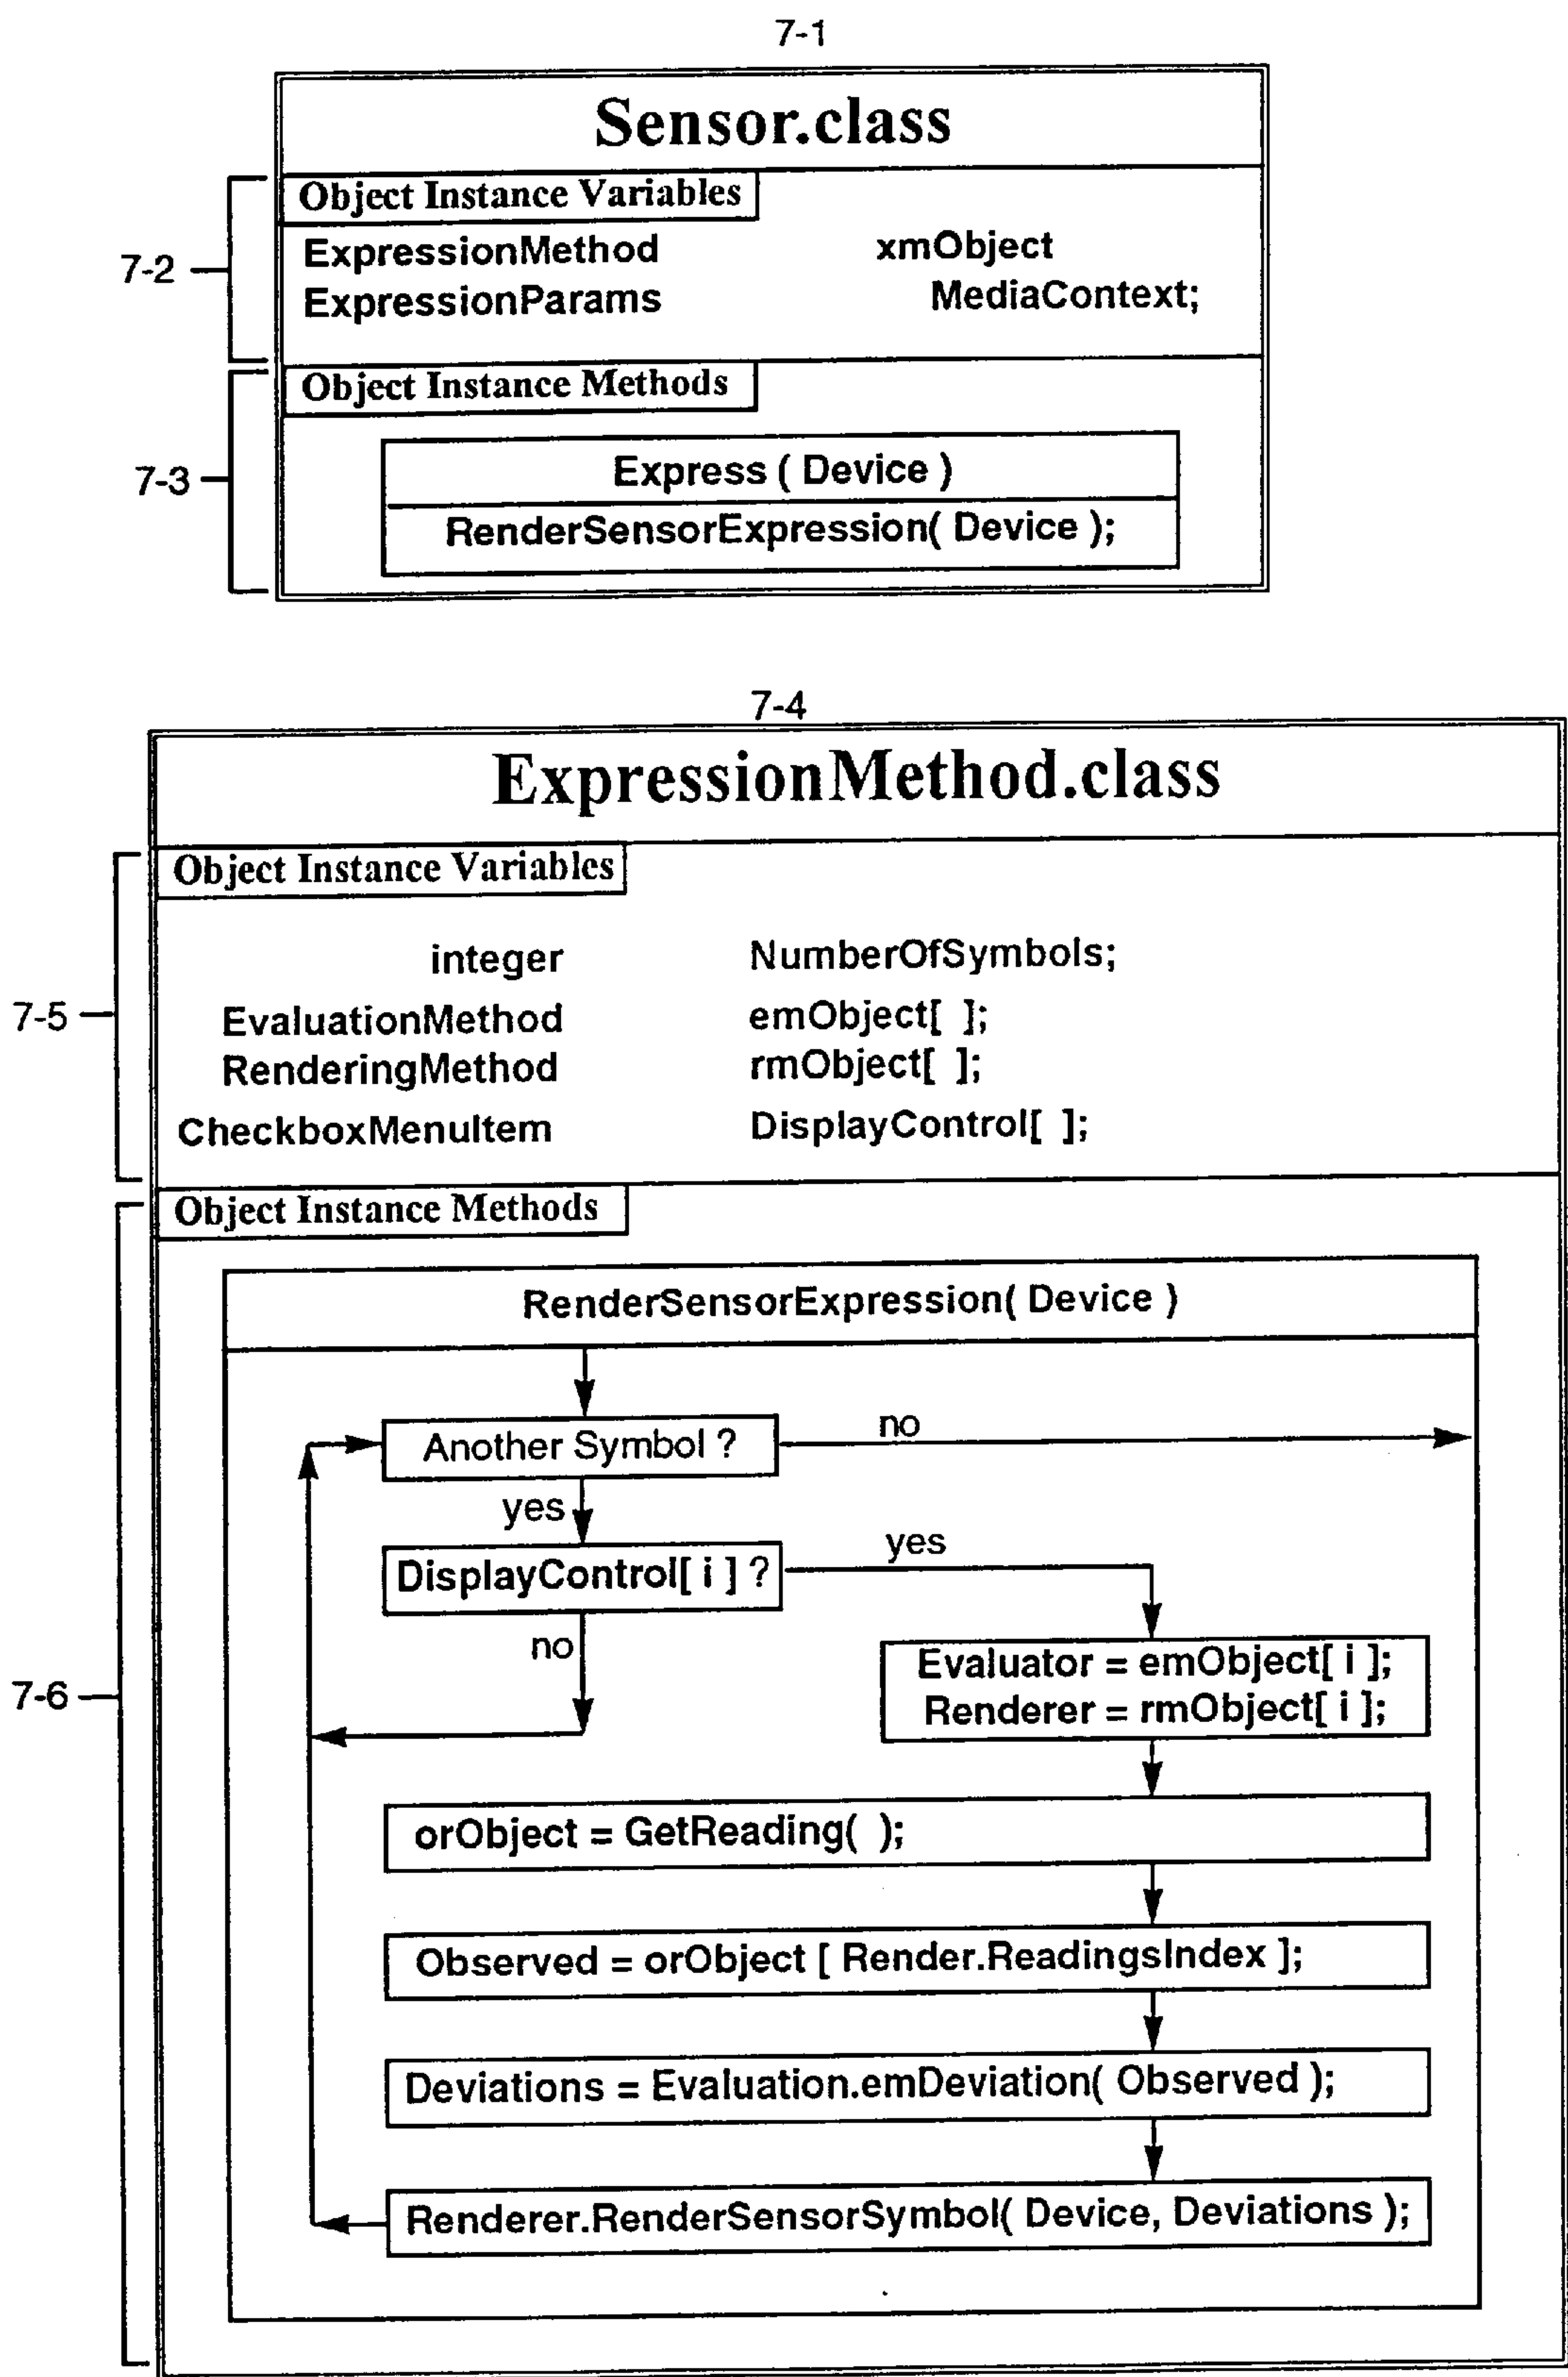 7-1
Sensor.class
Object Instance Variables
ExpressionMethod xmObject
7-2
ExpressionParams MediaContext;
Object Instance Methods
7-3
Express ( Device )
RenderSensorExpression( Device );
7-4
ExpressionMethod.class
Object Instance Variables
integer NumberOfSymbols;
7-5
EvaluationMethod emObject[ ];
RenderingMethod rmObject[ ];
CheckboxMenuItem DisplayControl[ ];
Object Instance Methods
RenderSensorExpression( Device )
Another Symbol ?
no
yes
DisplayControl[ i ] ?
yes
no
Evaluator = emObject[ i ];
Renderer = rmObject[ i ];
7-6
orObject = GetReading( );
Observed = orObject [ Render.ReadingsIndex ];
Deviations = Evaluation.emDeviation( Observed );
Renderer.RenderSensorSymbol( Device, Deviations );